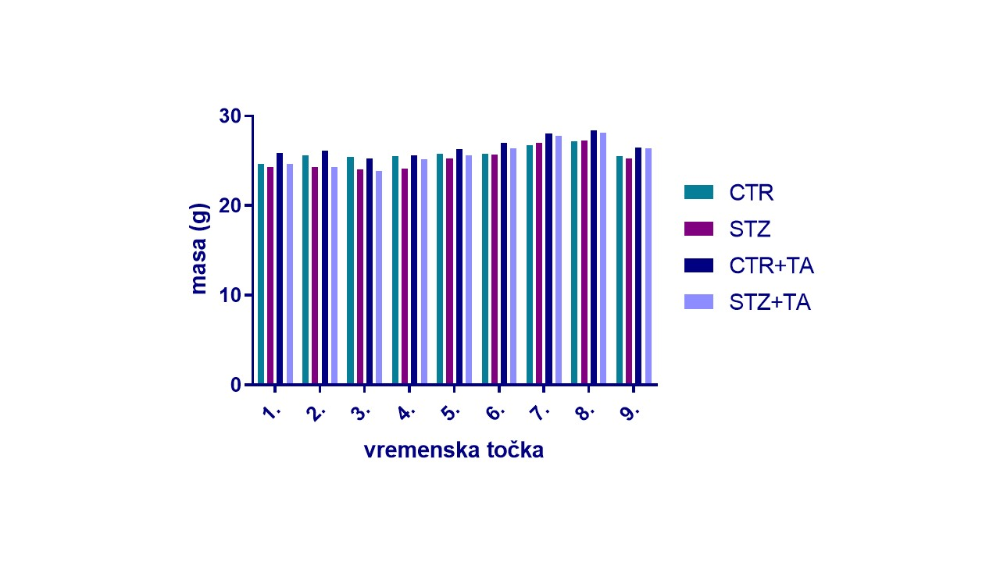 30
20
10
0
masa (g)
1. 2. 3. 4. 5. 6. 7. 8. 9.
vremenska točka
CTR
STZ
CTR+TA
STZ+TA